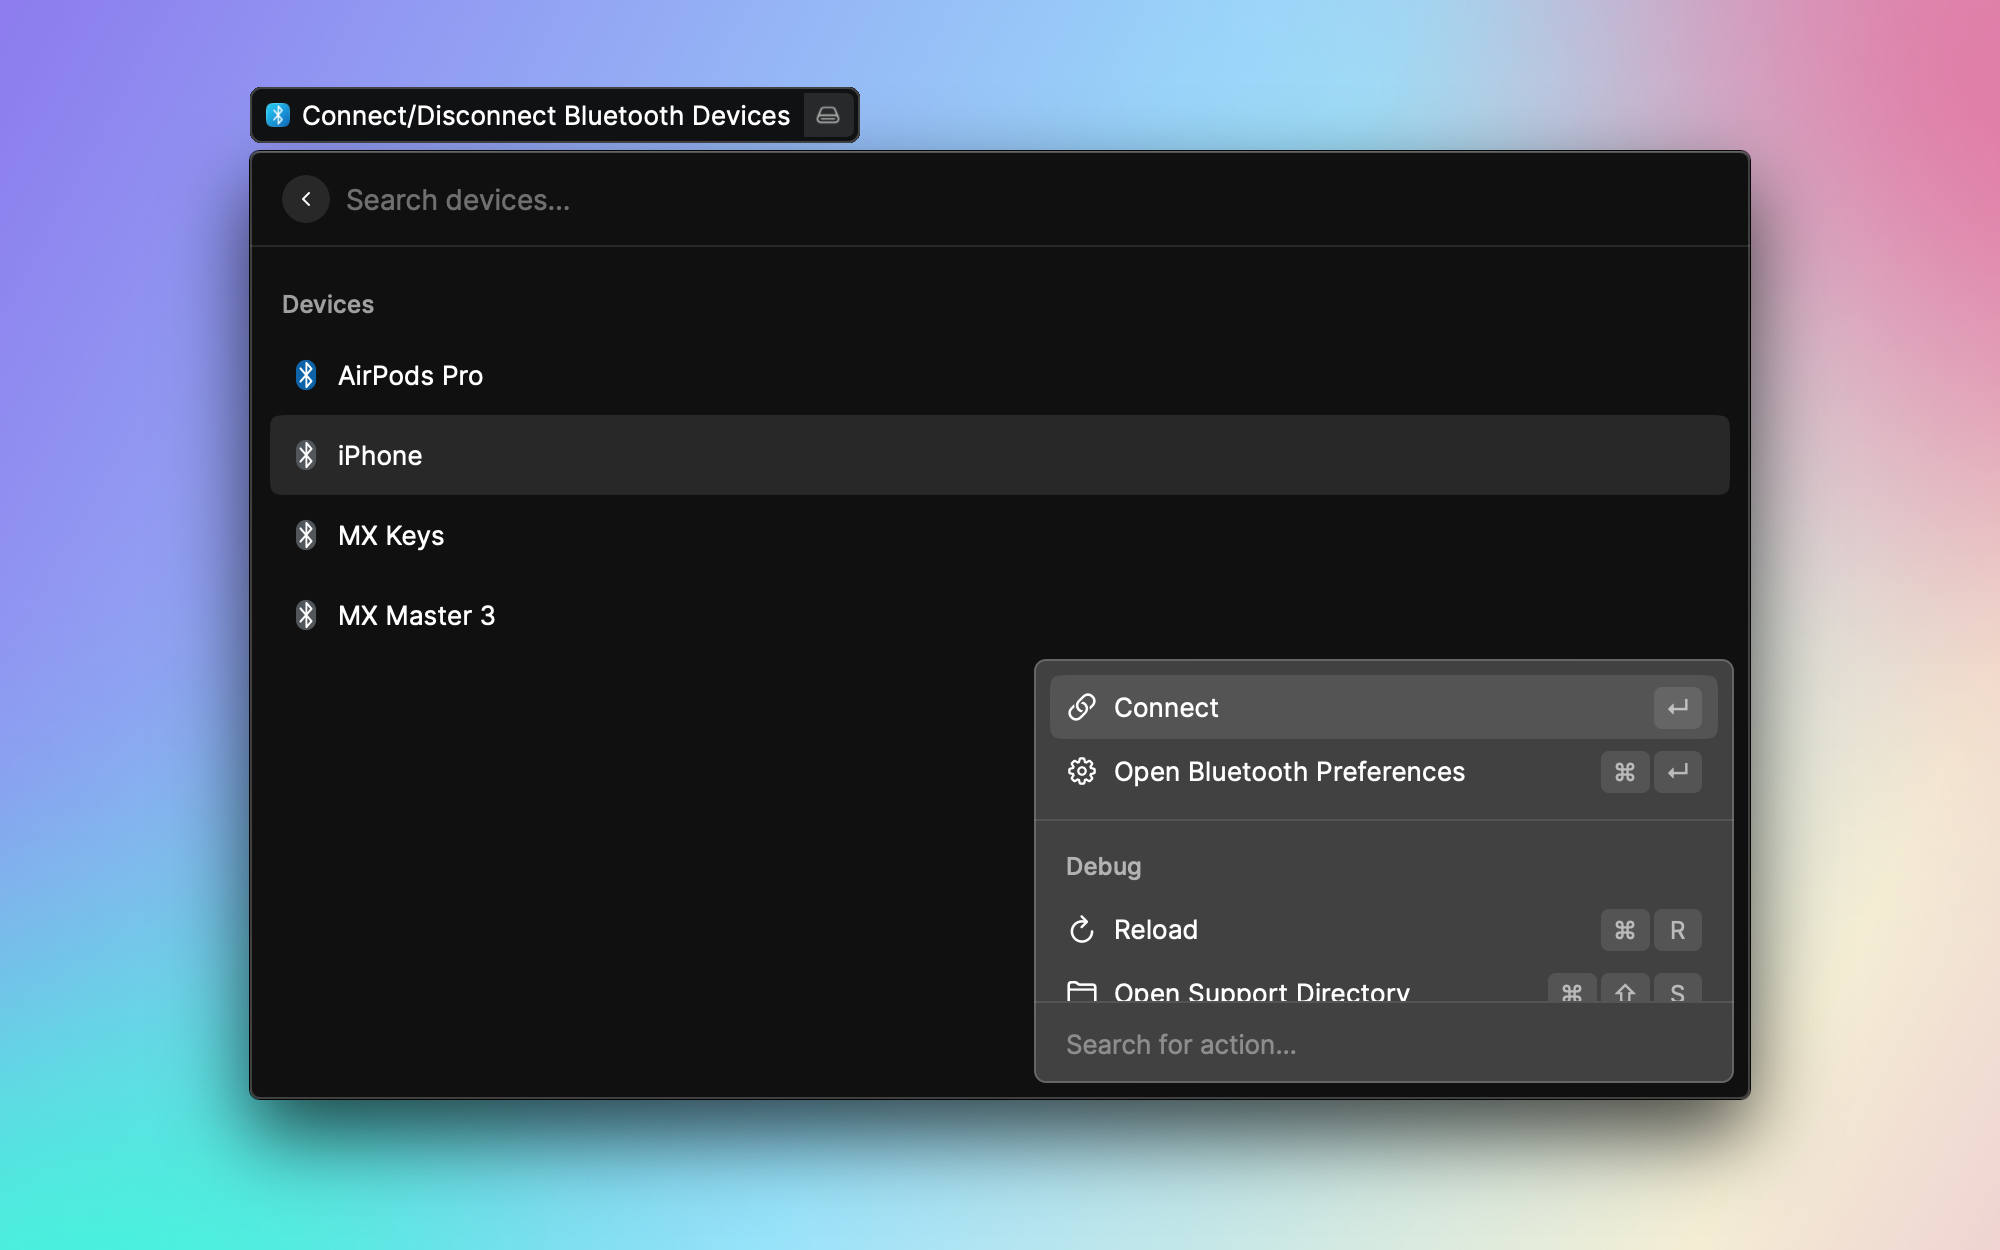 Connect/Disconnect Bluetooth Devices
Search devices...
Devices
AirPods Pro
iPhone
MX Keys
MX Master 3
Connect ↵
Open Bluetooth Preferences ⌘ ↵
Debug
Reload ⌘ R
Open Support Directory ⌘ ⇧ S
Search for action...